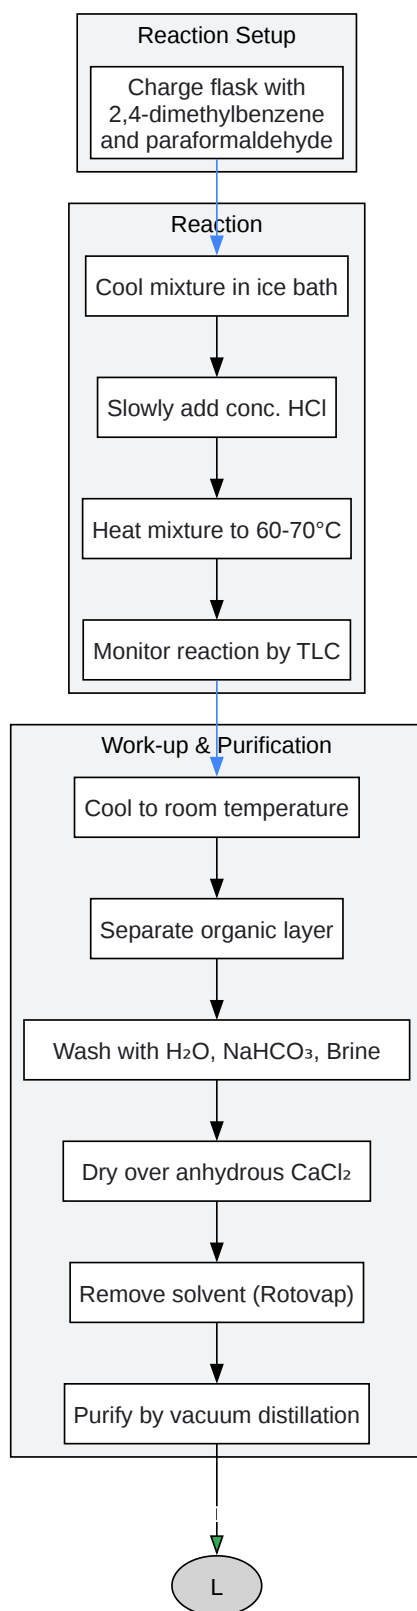 Reaction Setup
Charge flask with
2,4-dimethylbenzene
and paraformaldehyde
Reaction
Cool mixture in ice bath
Slowly add conc. HCl
Heat mixture to 60-70°C
Monitor reaction by TLC
Work-up & Purification
Cool to room temperature
Separate organic layer
Wash with H₂O, NaHCO₃, Brine
Dry over anhydrous CaCl₂
Remove solvent (Rotovap)
Purify by vacuum distillation
L